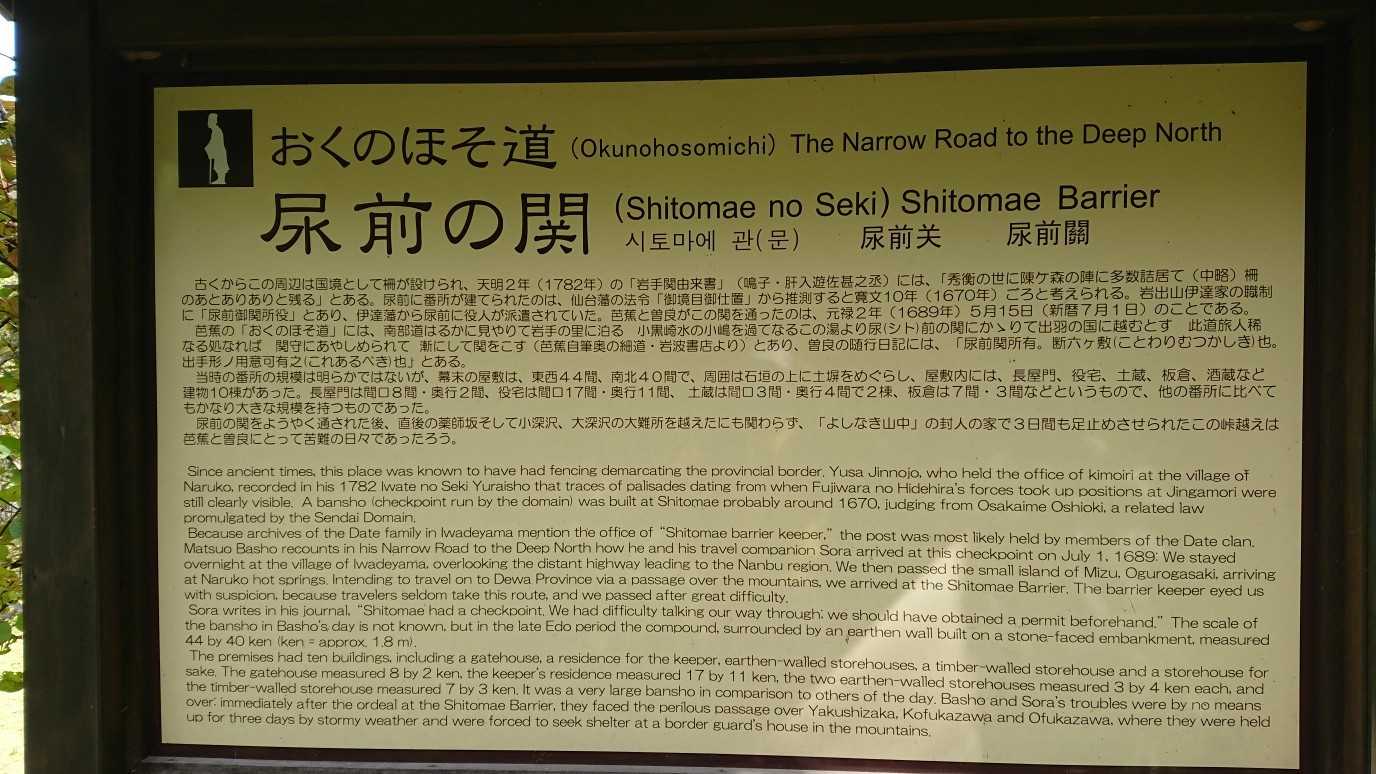 おくのほそ道 (Okunohosomichi) The Narrow Road to the Deep North
尿前の関 (Shitomae no Seki) Shitomae Barrier
시토마에 관(문) 尿前关 尿前關
古くからこの周辺は国境として柵が設けられ、天明2年（1782年）の「岩手関由来書」（鳴子・肝入遊佐甚之丞）には、「秀衡の世に陳ケ森の陣に多数詰居て（中略）柵
のあとありありと残る」とある。尿前に番所が建てられたのは、仙台藩の法令「御境目御仕置」から推測すると寛文10年（1670年）ごろと考えられる。岩出山伊達家の職制
に「尿前御関所役」とあり、伊達藩から尿前に役人が派遣されていた。芭蕉と曽良がこの関を通ったのは、元禄2年（1689年）5月15日（新暦7月1日）のことである。
芭蕉の「おくのほそ道」には、南部道はるかに見やりて岩手の里に泊る　小黒崎水の小嶋を過てなるこの湯より尿(シト)前の関にかゝりて出羽の国に越むとす　此道旅人稀
なる処なれば　関守にあやしめられて　漸にして関をこす（芭蕉自筆奥の細道・岩波書店より）とあり、曽良の随行日記には、「尿前関所有。断六ヶ敷(ことわりむつかしき)也。
出手形ノ用意可有之(これあるべき)也」とある。
当時の番所の規模は明らかではないが、幕末の屋敷は、東西44間、南北40間で、周囲は石垣の上に土塀をめぐらし、屋敷内には、長屋門、役宅、土蔵、板倉、酒蔵など
建物10棟があった。長屋門は間口8間・奥行2間、役宅は間口17間・奥行11間、土蔵は間口3間・奥行4間で2棟、板倉は7間・3間などというもので、他の番所に比べて
もかなり大きな規模を持つものであった。
尿前の関をようやく通された後、直後の薬師坂そして小深沢、大深沢の大難所を越えたにも関わらず、「よしなき山中」の封人の家で3日間も足止めさせられたこの峠越えは
芭蕉と曽良にとって苦難の日々であったろう。
Since ancient times, this place was known to have had fencing demarcating the provincial border. Yusa Jinnojo, who held the office of kimoiri at the village of
Naruko, recorded in his 1782 Iwate no Seki Yuraisho that traces of palisades dating from when Fujiwara no Hidehira's forces took up positions at Jingamori were
still clearly visible. A bansho (checkpoint run by the domain) was built at Shitomae probably around 1670, judging from Osakaime Oshioki, a related law
promulgated by the Sendai Domain.
Because archives of the Date family in Iwadeyama mention the office of “Shitomae barrier keeper,” the post was most likely held by members of the Date clan.
Matsuo Basho recounts in his Narrow Road to the Deep North how he and his travel companion Sora arrived at this checkpoint on July 1, 1689: We stayed
overnight at the village of Iwadeyama, overlooking the distant highway leading to the Nanbu region. We then passed the small island of Mizu, Ogurogasaki, arriving
at Naruko hot springs. Intending to travel on to Dewa Province via a passage over the mountains, we arrived at the Shitomae Barrier. The barrier keeper eyed us
with suspicion, because travelers seldom take this route, and we passed after great difficulty.
Sora writes in his journal, “Shitomae had a checkpoint. We had difficulty talking our way through; we should have obtained a permit beforehand.” The scale of
the bansho in Basho's day is not known, but in the late Edo period the compound, surrounded by an earthen wall built on a stone-faced embankment, measured
44 by 40 ken (ken = approx. 1.8 m).
The premises had ten buildings, including a gatehouse, a residence for the keeper, earthen-walled storehouses, a timber-walled storehouse and a storehouse for
sake. The gatehouse measured 8 by 2 ken, the keeper's residence measured 17 by 11 ken, the two earthen-walled storehouses measured 3 by 4 ken each, and
the timber-walled storehouse measured 7 by 3 ken. It was a very large bansho in comparison to others of the day. Basho and Sora's troubles were by no means
over: immediately after the ordeal at the Shitomae Barrier, they faced the perilous passage over Yakushizaka, Kofukazawa and Ofukazawa, where they were held
up for three days by stormy weather and were forced to seek shelter at a border guard's house in the mountains.